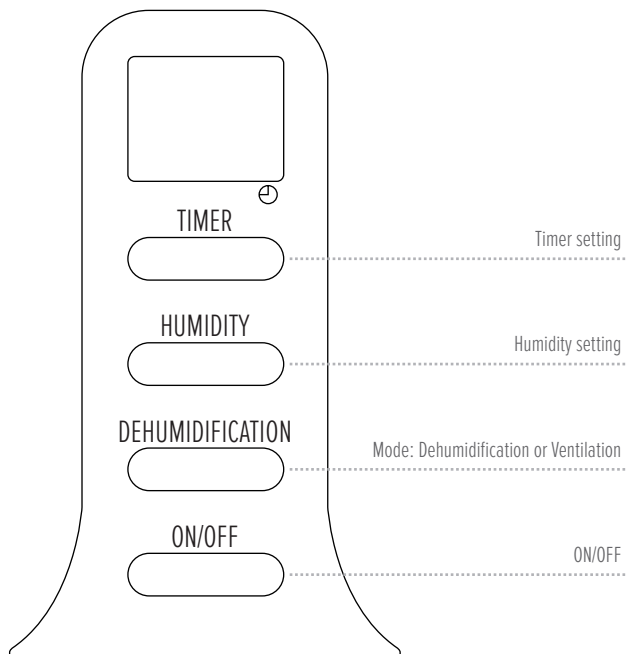 TIMER
Timer setting
HUMIDITY
Humidity setting
DEHUMIDIFICATION
Mode: Dehumidification or Ventilation
ON/OFF
ON/OFF